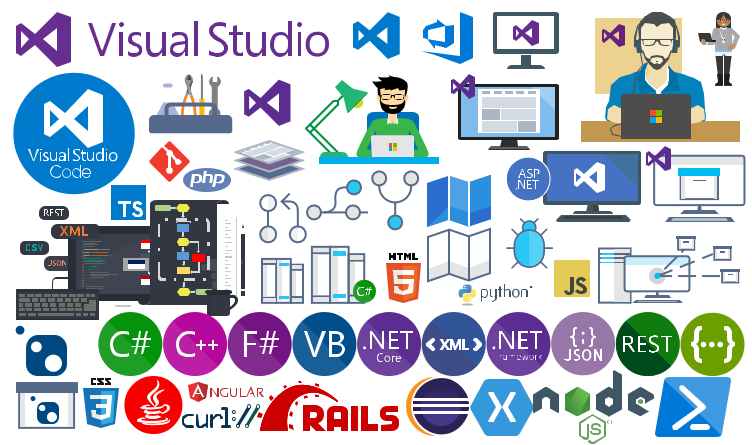 Visual Studio
Visual Studio
Code
php
ASP
.NET
REST
TS
XML
CSV
JSON
C#
HTML
5
python
JS
C#
C++
F#
VB
.NET
Core
<XML>
.NET
Framework
{:}
JSON
REST
{···}
CSS
3
ANGULAR
curl://
RAILS
node
JS